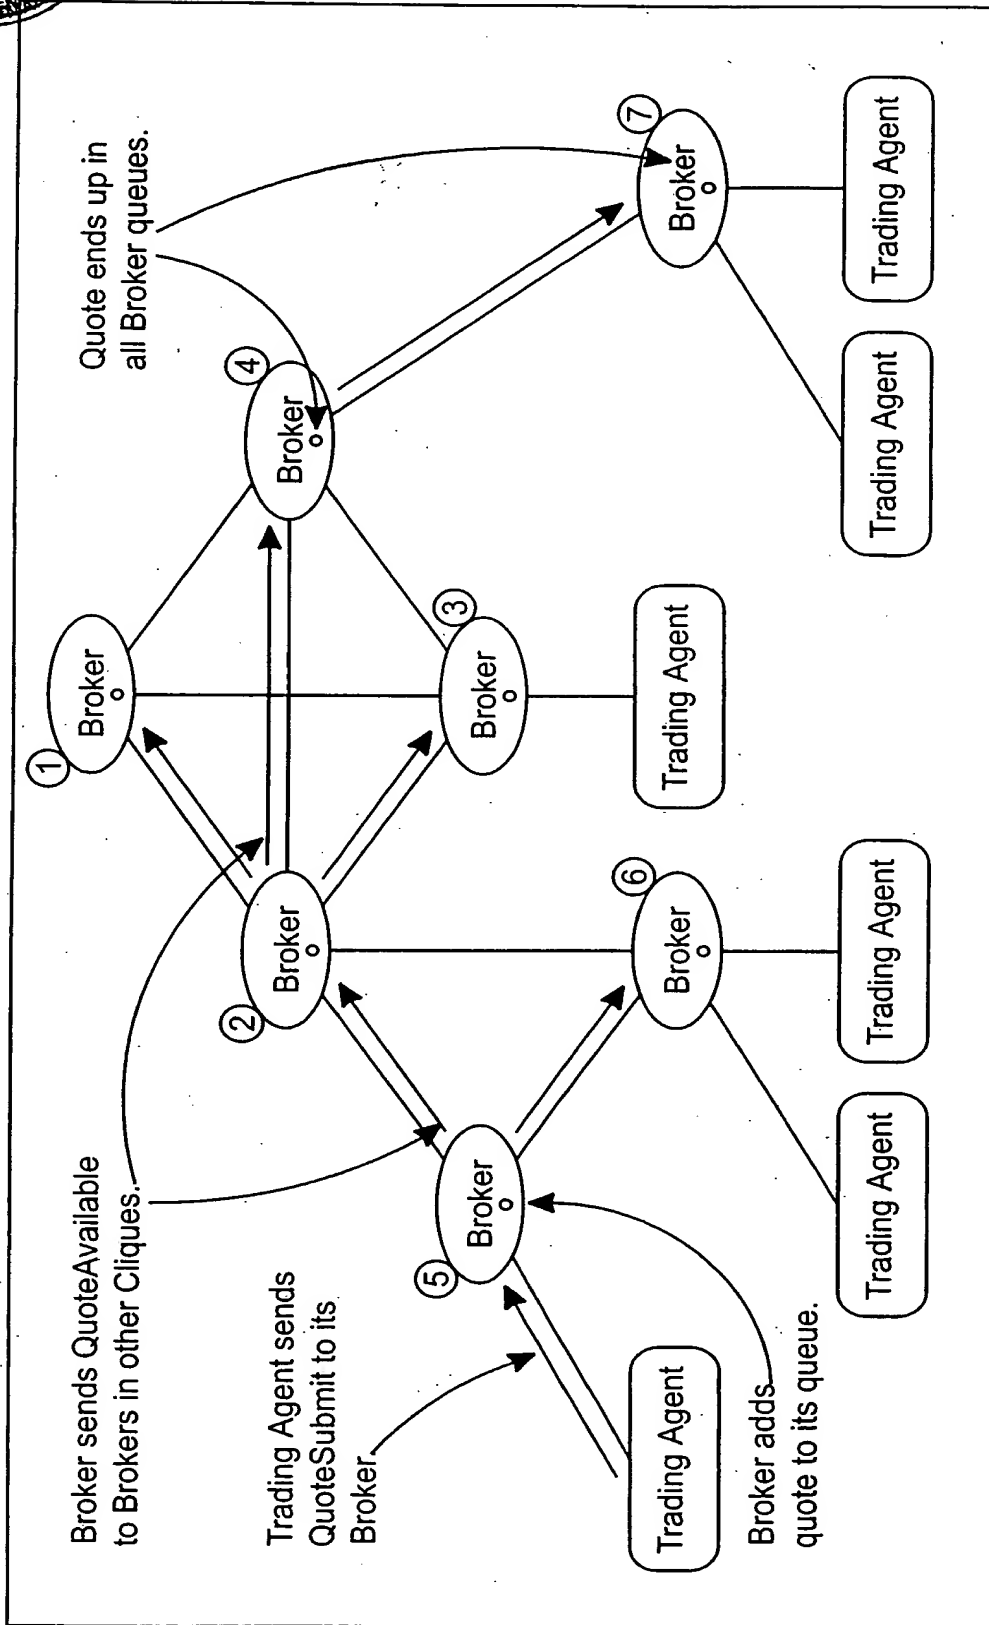 Broker sends QuoteAvailable
to Brokers in other Cliques.
Quote ends up in
all Broker queues.
Trading Agent sends
QuoteSubmit to its
Broker.
Broker adds
quote to its queue.
1
Broker
2
Broker
3
Broker
4
Broker
5
Broker
6
Broker
7
Broker
Trading Agent
Trading Agent
Trading Agent
Trading Agent
Trading Agent
Trading Agent